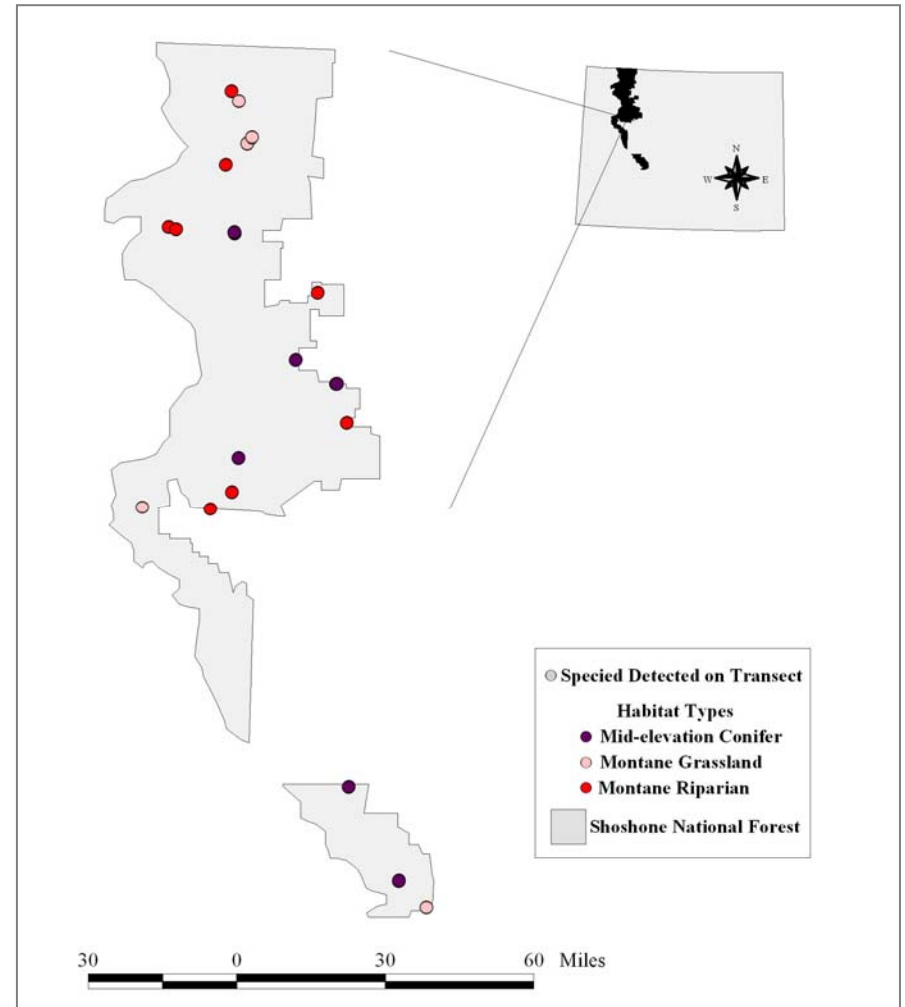 N
W E
S
Specied Detected on Transect
Habitat Types
Mid-elevation Conifer
Montane Grassland
Montane Riparian
Shoshone National Forest
30 0 30 60 Miles